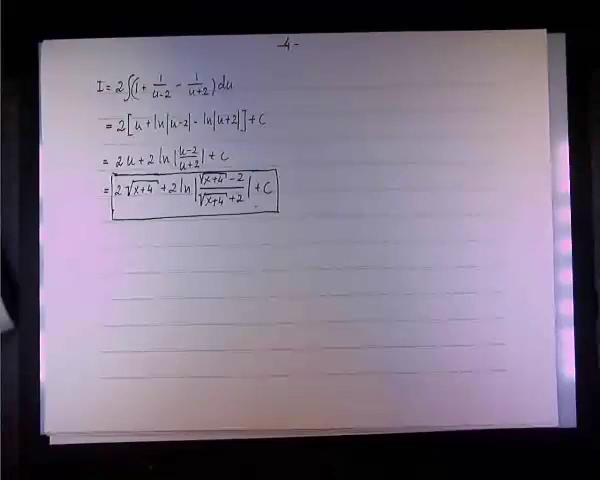 -4-
I = 2∫(1 + 1/(u-2) - 1/(u+2)) du
= 2[u + ln|u-2| - ln|u+2|] + C
= 2u + 2 ln|(u-2)/(u+2)| + C
= 2√(x+4) + 2 ln|(√(x+4) - 2)/(√(x+4) + 2)| + C